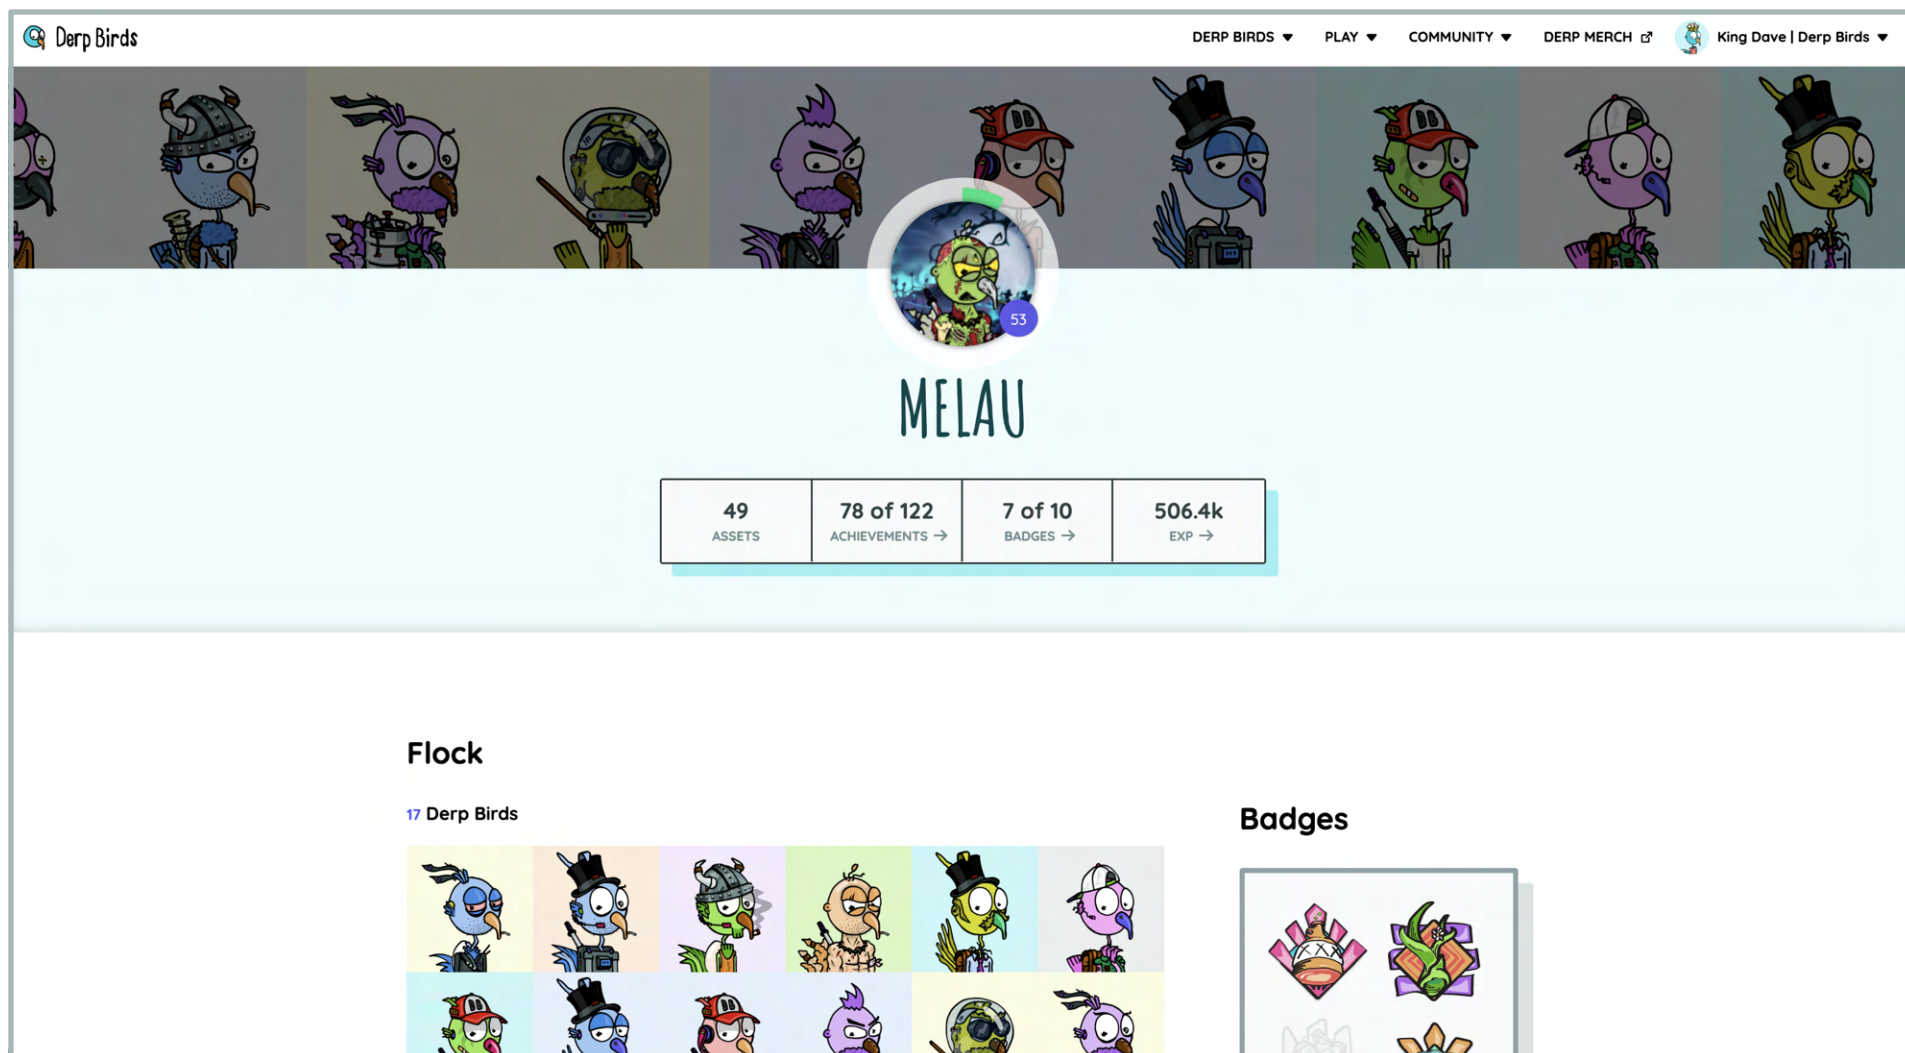 Derp Birds
DERP BIRDS PLAY COMMUNITY DERP MERCH King Dave | Derp Birds
53
MELAU
49
ASSETS
78 of 122
ACHIEVEMENTS →
7 of 10
BADGES →
506.4k
EXP →
Flock
17 Derp Birds
Badges